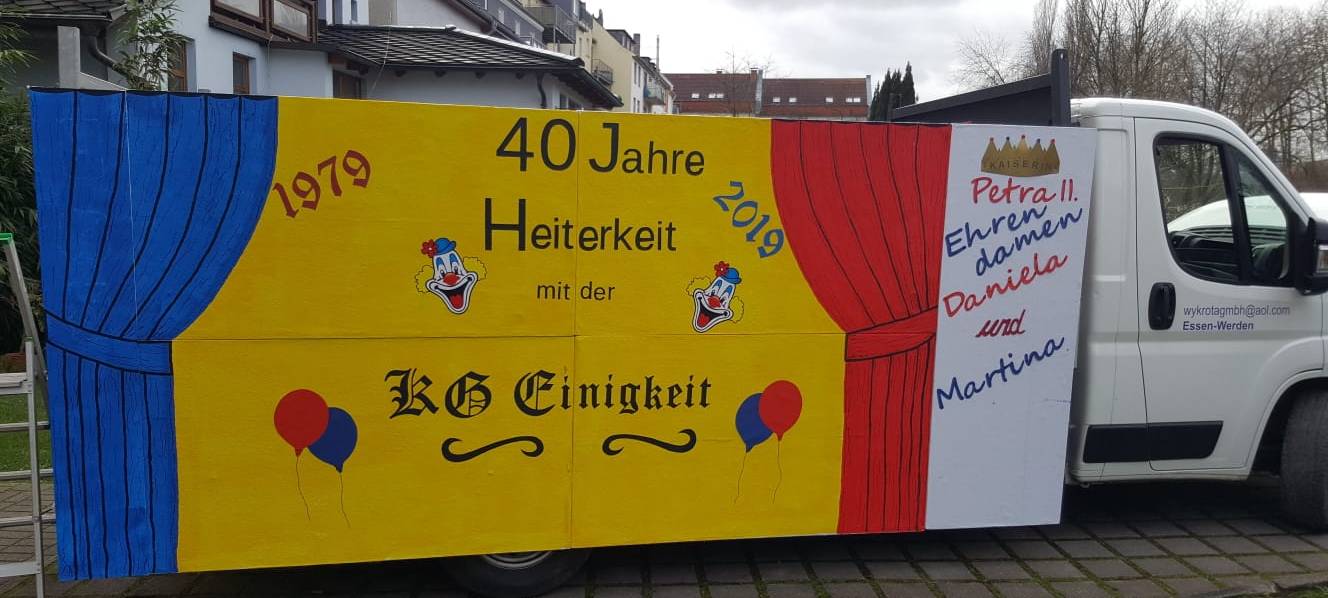 1979
40 Jahre
2019
Heiterkeit
mit der
KG Einigkeit
KAISERIN
Petra II.
Ehren
damen
Daniela
und
Martina
wykrotagmbh@aol.com
Essen-Werden